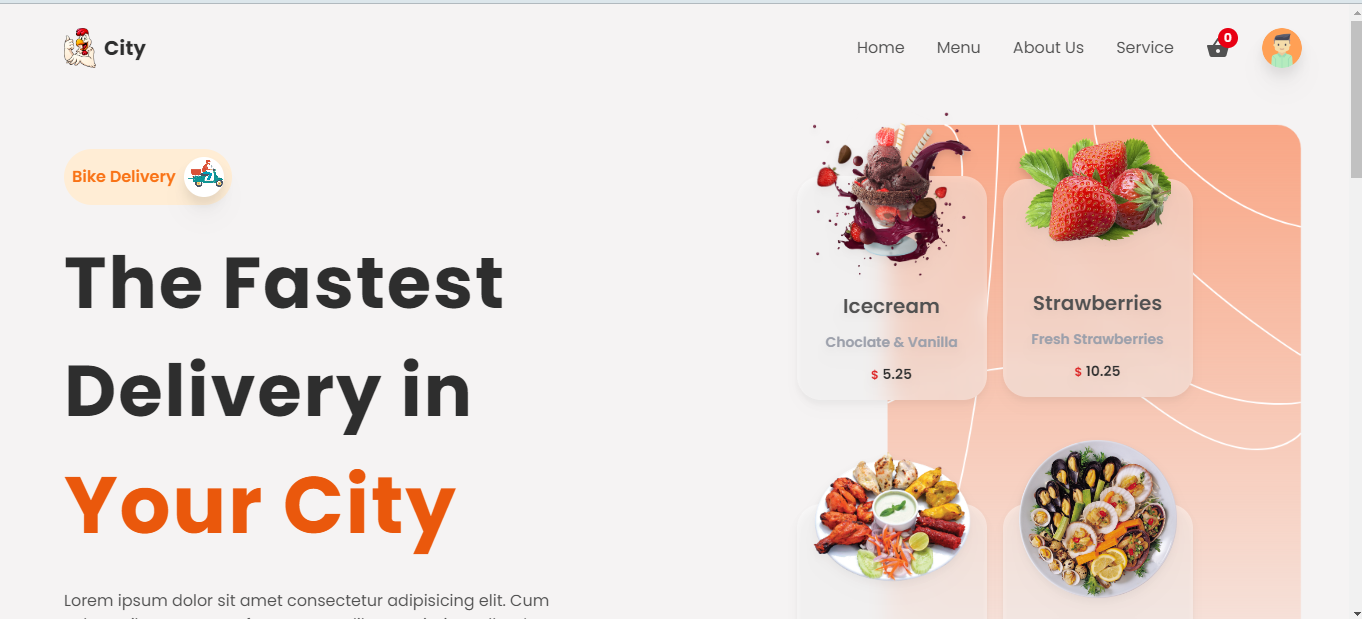 City
Home
Menu
About Us
Service
0
Bike Delivery
The Fastest
Delivery in
Your City
Lorem ipsum dolor sit amet consectetur adipisicing elit. Cum
Icecream
Choclate & Vanilla
$ 5.25
Strawberries
Fresh Strawberries
$ 10.25